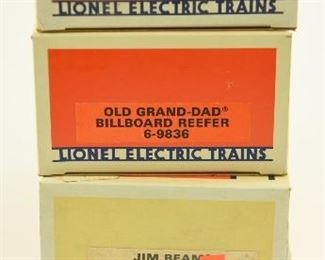 LIONEL ELECTRIC TRAINS
OLD GRAND-DAD®
BILLBOARD REEFER
6-9836
LIONEL ELECTRIC TRAINS
JIM BEAM